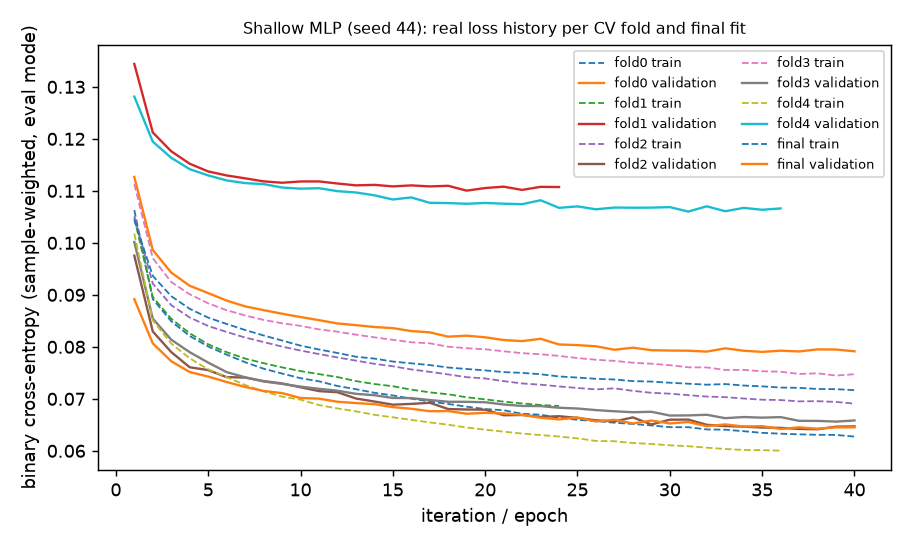 Shallow MLP (seed 44): real loss history per CV fold and final fit
binary cross-entropy (sample-weighted, eval mode)
0.13
0.12
0.11
0.10
0.09
0.08
0.07
0.06
fold0 train
fold0 validation
fold1 train
fold1 validation
fold2 train
fold2 validation
fold3 train
fold3 validation
fold4 train
fold4 validation
final train
final validation
0 5 10 15 20 25 30 35 40
iteration / epoch